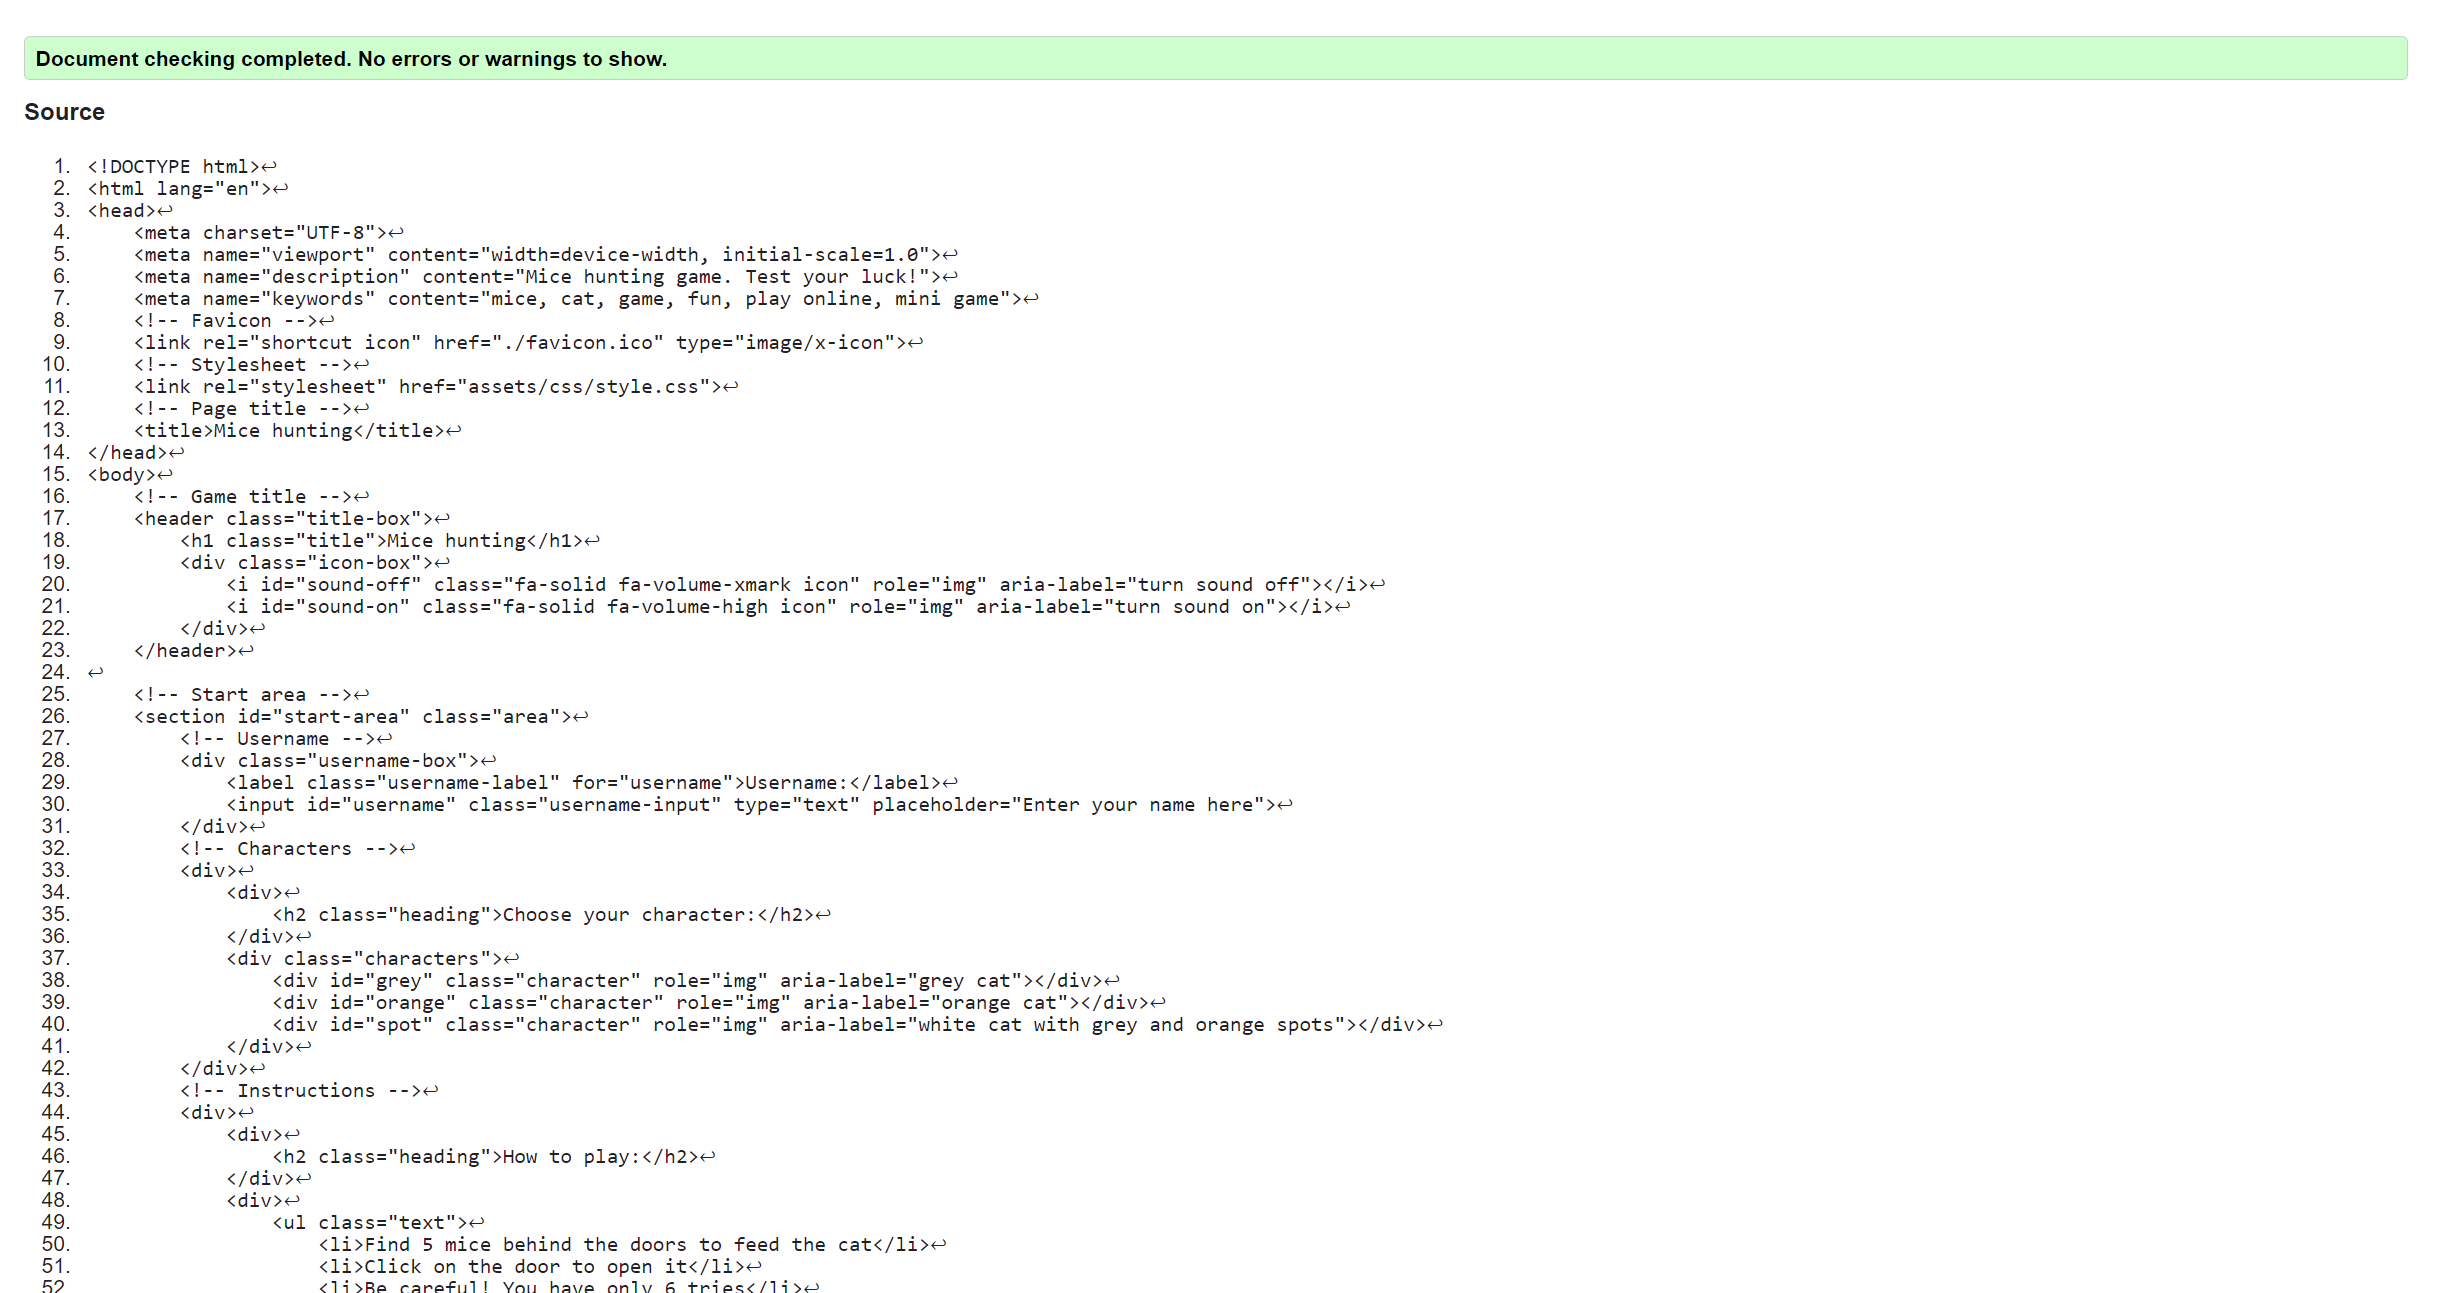 Document checking completed. No errors or warnings to show.
Source
1. <!DOCTYPE html>↩
2. <html lang="en">↩
3. <head>↩
4.     <meta charset="UTF-8">↩
5.     <meta name="viewport" content="width=device-width, initial-scale=1.0">↩
6.     <meta name="description" content="Mice hunting game. Test your luck!">↩
7.     <meta name="keywords" content="mice, cat, game, fun, play online, mini game">↩
8.     <!-- Favicon -->↩
9.     <link rel="shortcut icon" href="./favicon.ico" type="image/x-icon">↩
10.     <!-- Stylesheet -->↩
11.     <link rel="stylesheet" href="assets/css/style.css">↩
12.     <!-- Page title -->↩
13.     <title>Mice hunting</title>↩
14. </head>↩
15. <body>↩
16.     <!-- Game title -->↩
17.     <header class="title-box">↩
18.         <h1 class="title">Mice hunting</h1>↩
19.         <div class="icon-box">↩
20.             <i id="sound-off" class="fa-solid fa-volume-xmark icon" role="img" aria-label="turn sound off"></i>↩
21.             <i id="sound-on" class="fa-solid fa-volume-high icon" role="img" aria-label="turn sound on"></i>↩
22.         </div>↩
23.     </header>↩
24. ↩
25.     <!-- Start area -->↩
26.     <section id="start-area" class="area">↩
27.         <!-- Username -->↩
28.         <div class="username-box">↩
29.             <label class="username-label" for="username">Username:</label>↩
30.             <input id="username" class="username-input" type="text" placeholder="Enter your name here">↩
31.         </div>↩
32.         <!-- Characters -->↩
33.         <div>↩
34.             <div>↩
35.                 <h2 class="heading">Choose your character:</h2>↩
36.             </div>↩
37.             <div class="characters">↩
38.                 <div id="grey" class="character" role="img" aria-label="grey cat"></div>↩
39.                 <div id="orange" class="character" role="img" aria-label="orange cat"></div>↩
40.                 <div id="spot" class="character" role="img" aria-label="white cat with grey and orange spots"></div>↩
41.             </div>↩
42.         </div>↩
43.         <!-- Instructions -->↩
44.         <div>↩
45.             <div>↩
46.                 <h2 class="heading">How to play:</h2>↩
47.             </div>↩
48.             <div>↩
49.                 <ul class="text">↩
50.                     <li>Find 5 mice behind the doors to feed the cat</li>↩
51.                     <li>Click on the door to open it</li>↩
52                     <li>Be careful! You have only 6 tries</li>↩